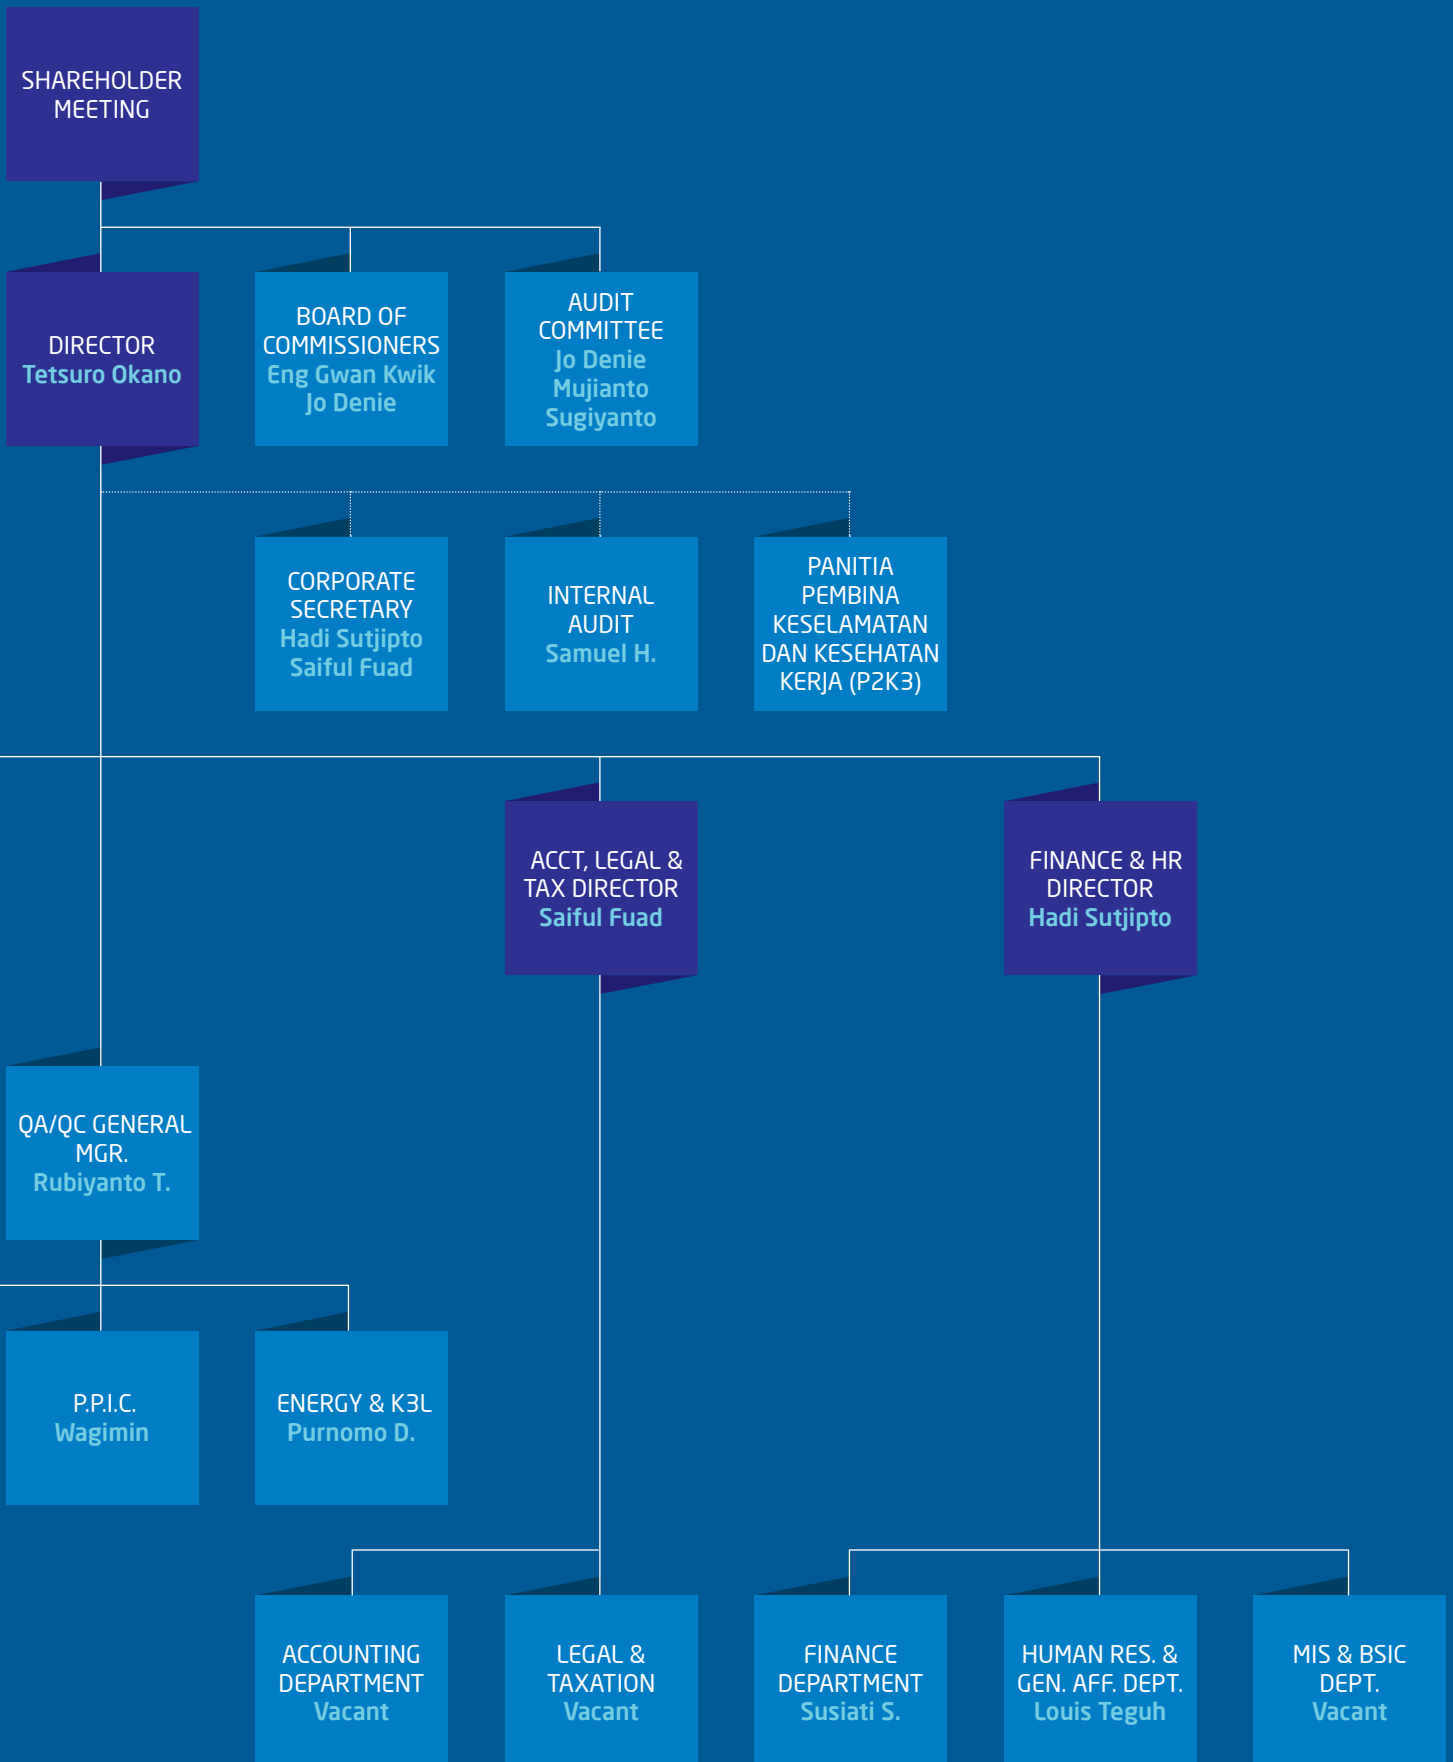 SHAREHOLDER
MEETING
DIRECTOR
Tetsuro Okano
BOARD OF
COMMISSIONERS
Eng Gwan Kwik
Jo Denie
AUDIT
COMMITTEE
Jo Denie
Mujianto
Sugiyanto
CORPORATE
SECRETARY
Hadi Sutjipto
Saiful Fuad
INTERNAL
AUDIT
Samuel H.
PANITIA
PEMBINA
KESELAMATAN
DAN KESEHATAN
KERJA (P2K3)
ACCT, LEGAL &
TAX DIRECTOR
Saiful Fuad
FINANCE & HR
DIRECTOR
Hadi Sutjipto
QA/QC GENERAL
MGR.
Rubiyanto T.
P.P.I.C.
Wagimin
ENERGY & K3L
Purnomo D.
ACCOUNTING
DEPARTMENT
Vacant
LEGAL &
TAXATION
Vacant
FINANCE
DEPARTMENT
Susiati S.
HUMAN RES. &
GEN. AFF. DEPT.
Louis Teguh
MIS & BSIC
DEPT.
Vacant